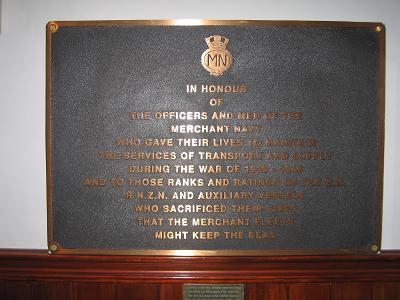 MN
IN HONOUR
OF
THE OFFICERS AND MEN OF THE
MERCHANT NAVY
WHO GAVE THEIR LIVES TO MAINTAIN
THE SERVICES OF TRANSPORT AND SUPPLY
DURING THE WAR OF 1939 - 1945
AND TO THOSE RANKS AND RATINGS OF THE R.N.
R.N.Z.N. AND AUXILIARY VESSELS
WHO SACRIFICED THEIR LIVES
THAT THE MERCHANT FLEETS
MIGHT KEEP THE SEAS